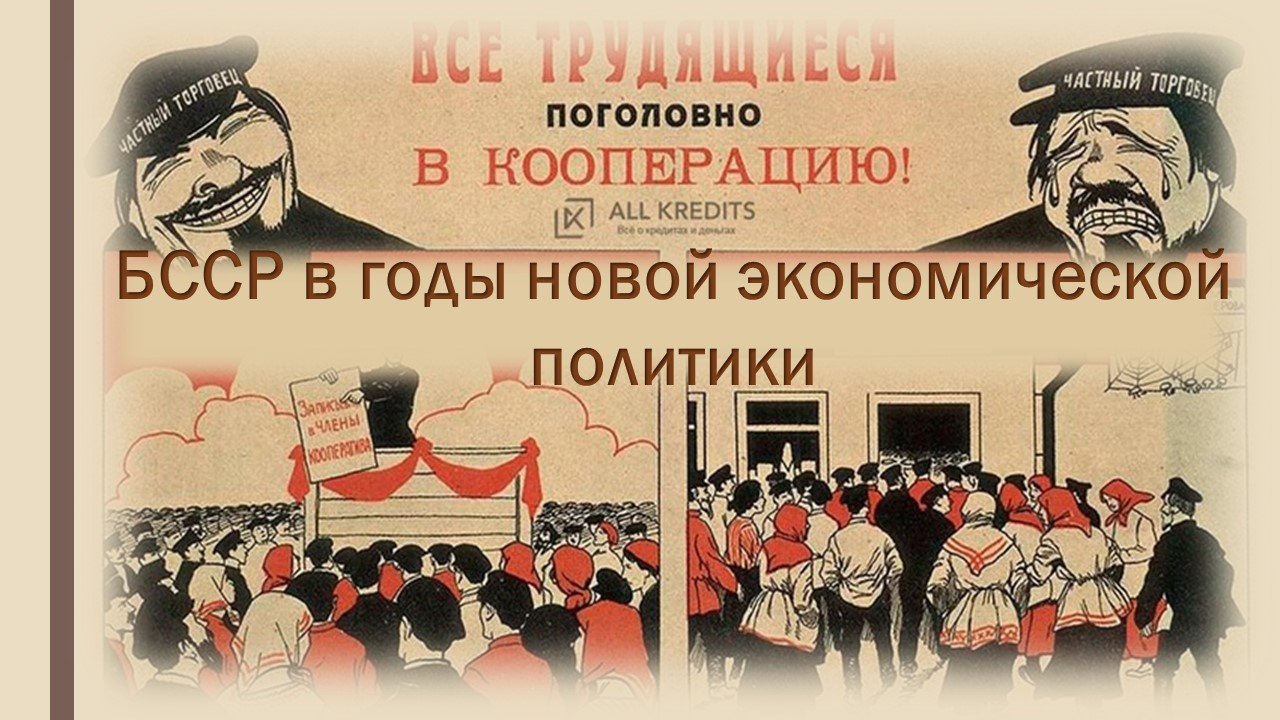 ВСЕ ТРУДЯЩИЕСЯ
ПОГОЛОВНО
В КООПЕРАЦИЮ!
ЧАСТНЫЙ ТОРГОВЕЦ
ЧАСТНЫЙ ТОРГОВЕЦ
ALL KREDITS
Всё о кредитах и деньгах
БССР в годы новой экономической
политики
в ЧЛЕНЫ
КООПЕРАТИВА